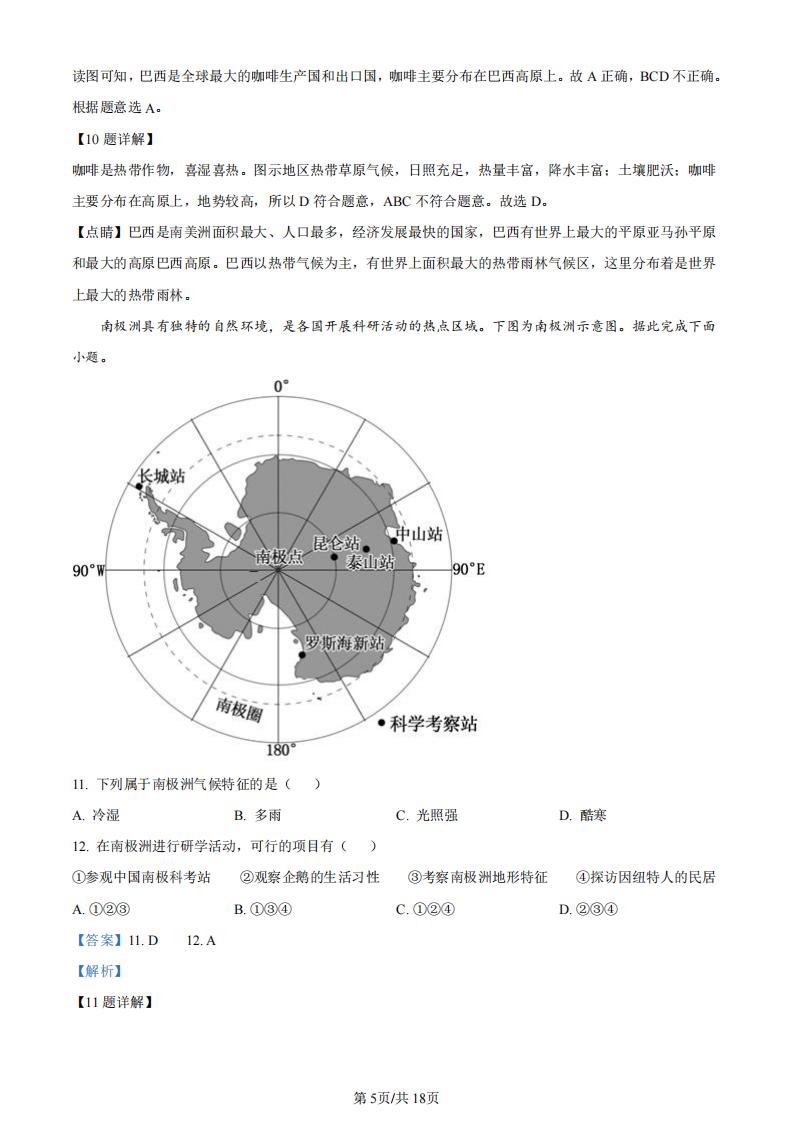 读图可知，巴西是全球最大的咖啡生产国和出口国，咖啡主要分布在巴西高原上。故 A 正确，BCD 不正确。
根据题意选 A。
【10 题详解】
咖啡是热带作物，喜湿喜热。图示地区热带草原气候，日照充足，热量丰富，降水丰富；土壤肥沃；咖啡
主要分布在高原上，地势较高，所以 D 符合题意，ABC 不符合题意。故选 D。
【点睛】巴西是南美洲面积最大、人口最多，经济发展最快的国家，巴西有世界上最大的平原亚马孙平原
和最大的高原巴西高原。巴西以热带气候为主，有世界上面积最大的热带雨林气候区，这里分布着是世界
上最大的热带雨林。
南极洲具有独特的自然环境，是各国开展科研活动的热点区域。下图为南极洲示意图。据此完成下面
小题。
0°
长城站
中山站
昆仑站
南极点
泰山站
90°W
90°E
罗斯海新站
南极圈
科学考察站
180°
11. 下列属于南极洲气候特征的是（ ）
A. 冷湿 B. 多雨 C. 光照强 D. 酷寒
12. 在南极洲进行研学活动，可行的项目有（ ）
①参观中国南极科考站 ②观察企鹅的生活习性 ③考察南极洲地形特征 ④探访因纽特人的民居
A. ①②③ B. ①③④ C. ①②④ D. ②③④
【答案】11. D 12. A
【解析】
【11 题详解】
第 5页/共 18页